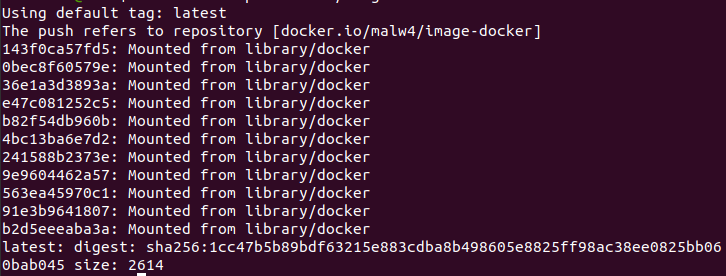 Using default tag: latest
The push refers to repository [docker.io/malw4/image-docker]
143f0ca57fd5: Mounted from library/docker
0bec8f60579e: Mounted from library/docker
36e1a3d3893a: Mounted from library/docker
e47c081252c5: Mounted from library/docker
b82f54db960b: Mounted from library/docker
4bc13ba6e7d2: Mounted from library/docker
241588b2373e: Mounted from library/docker
9e9604462a57: Mounted from library/docker
563ea45970c1: Mounted from library/docker
91e3b9641807: Mounted from library/docker
b2d5eeeaba3a: Mounted from library/docker
latest: digest: sha256:1cc47b5b89bdf63215e883cdba8b498605e8825ff98ac38ee0825bb06
0bab045 size: 2614